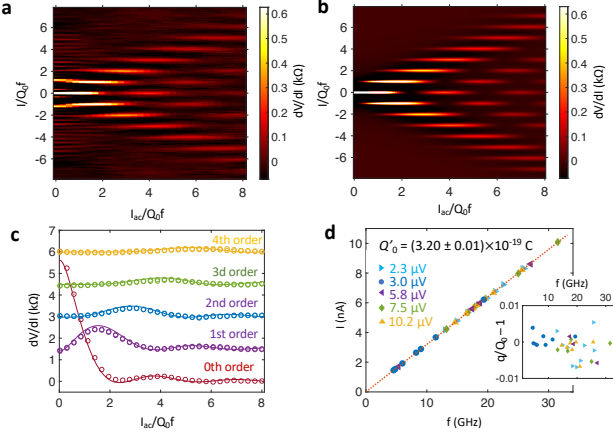 a
I/Q₀f
6
4
2
0
-2
-4
-6
0
2
4
6
8
I_ac/Q₀f
0.6
0.5
0.4
0.3
0.2
0.1
0
dV/dI (kΩ)
b
I/Q₀f
6
4
2
0
-2
-4
-6
0
2
4
6
8
I_ac/Q₀f
0.6
0.5
0.4
0.3
0.2
0.1
0
dV/dI (kΩ)
c
dV/dI (kΩ)
7
6
5
4
3
2
1
0
4th order
3d order
2nd order
1st order
0th order
0
2
4
6
8
I_ac/Q₀f
d
I (nA)
10
8
6
4
2
0
Q'₀ = (3.20 ± 0.01)×10⁻¹⁹ C
2.3 µV
3.0 µV
5.8 µV
7.5 µV
10.2 µV
0
10
20
30
f (GHz)
f (GHz)
10
20
30
q/Q₀ − 1
0.01
0
-0.01